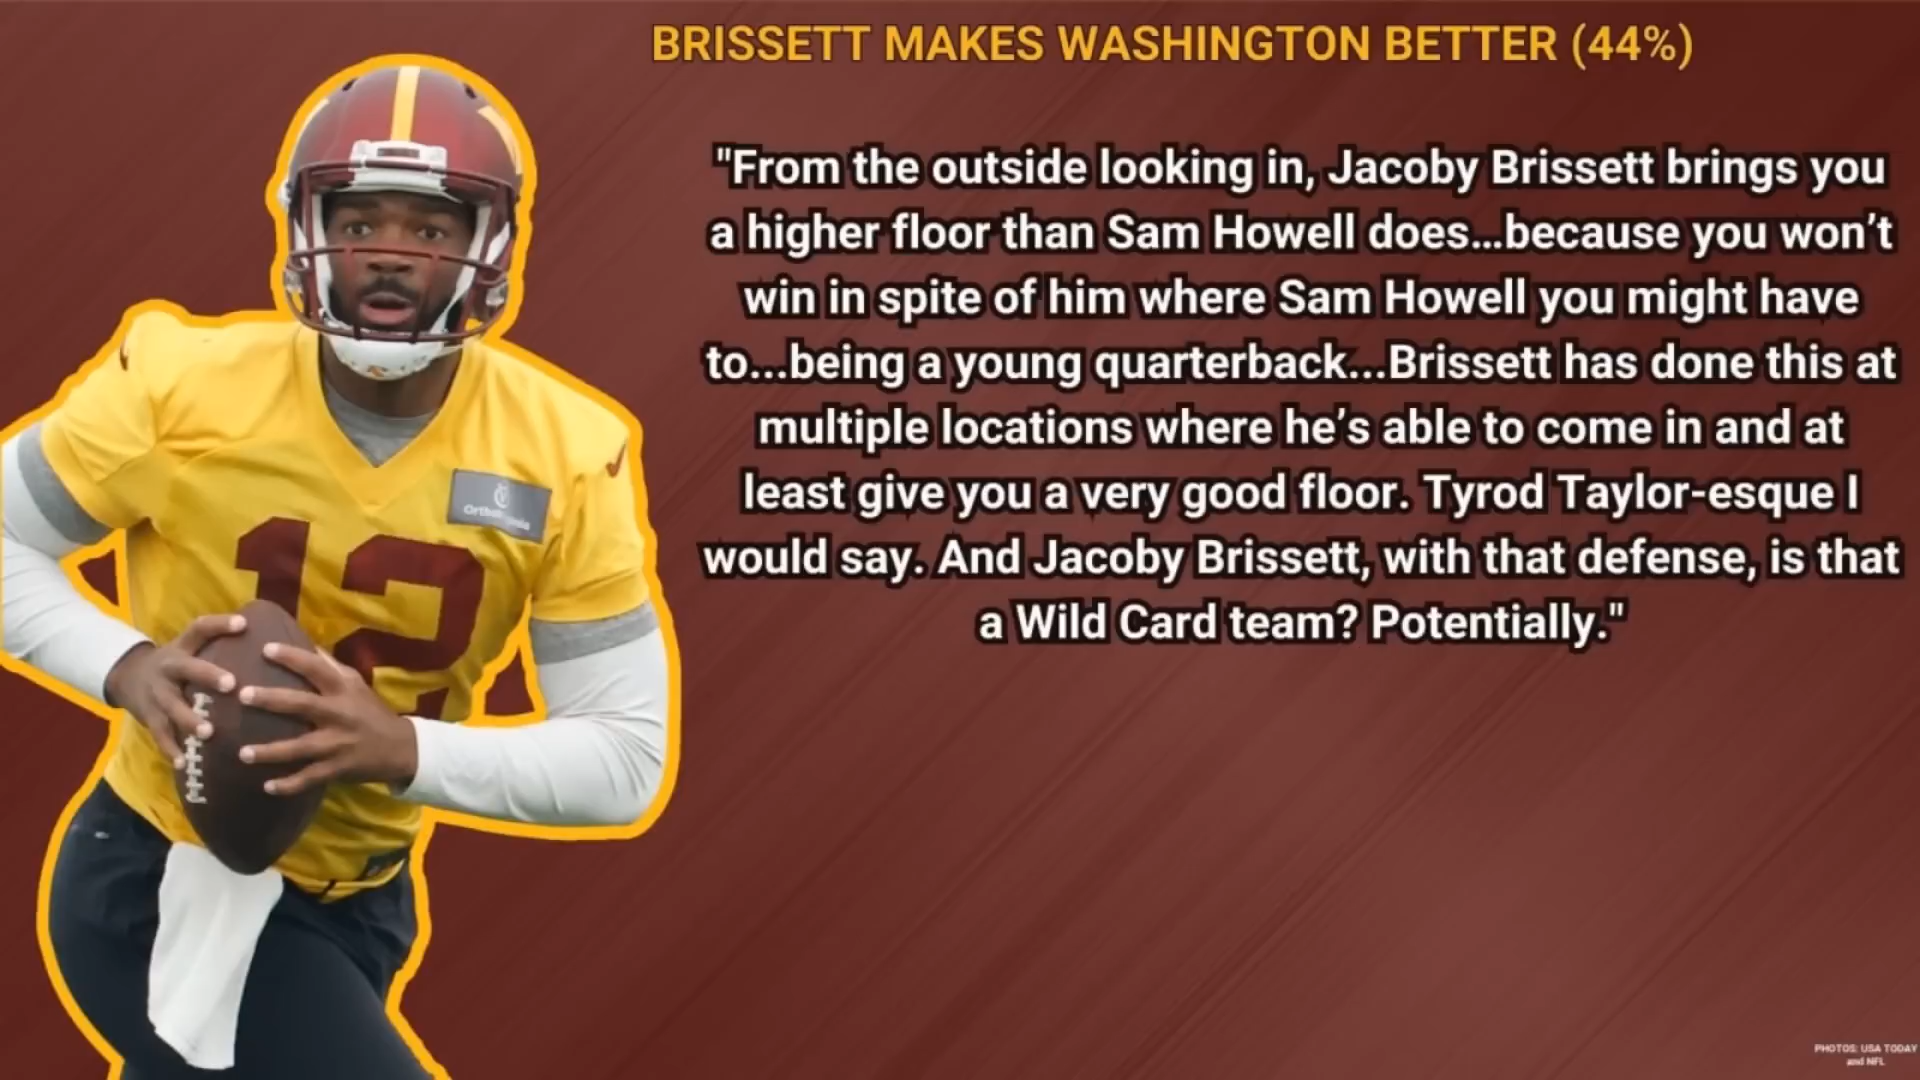 BRISSETT MAKES WASHINGTON BETTER (44%)
"From the outside looking in, Jacoby Brissett brings you
a higher floor than Sam Howell does...because you won’t
win in spite of him where Sam Howell you might have
to...being a young quarterback...Brissett has done this at
multiple locations where he’s able to come in and at
least give you a very good floor. Tyrod Taylor-esque I
would say. And Jacoby Brissett, with that defense, is that
a Wild Card team? Potentially."
12
PHOTOS: USA TODAY
and NFL